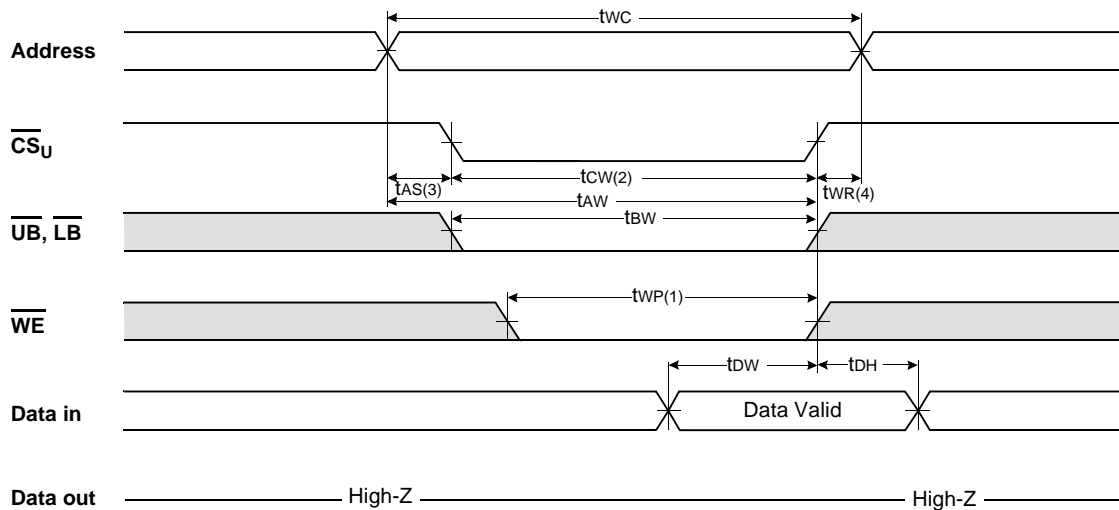 tWC
Address
CSU
tAS(3) tCW(2) tWR(4)
tAW
UB, LB tBW
tWP(1)
WE
tDW tDH
Data in Data Valid
Data out High-Z High-Z